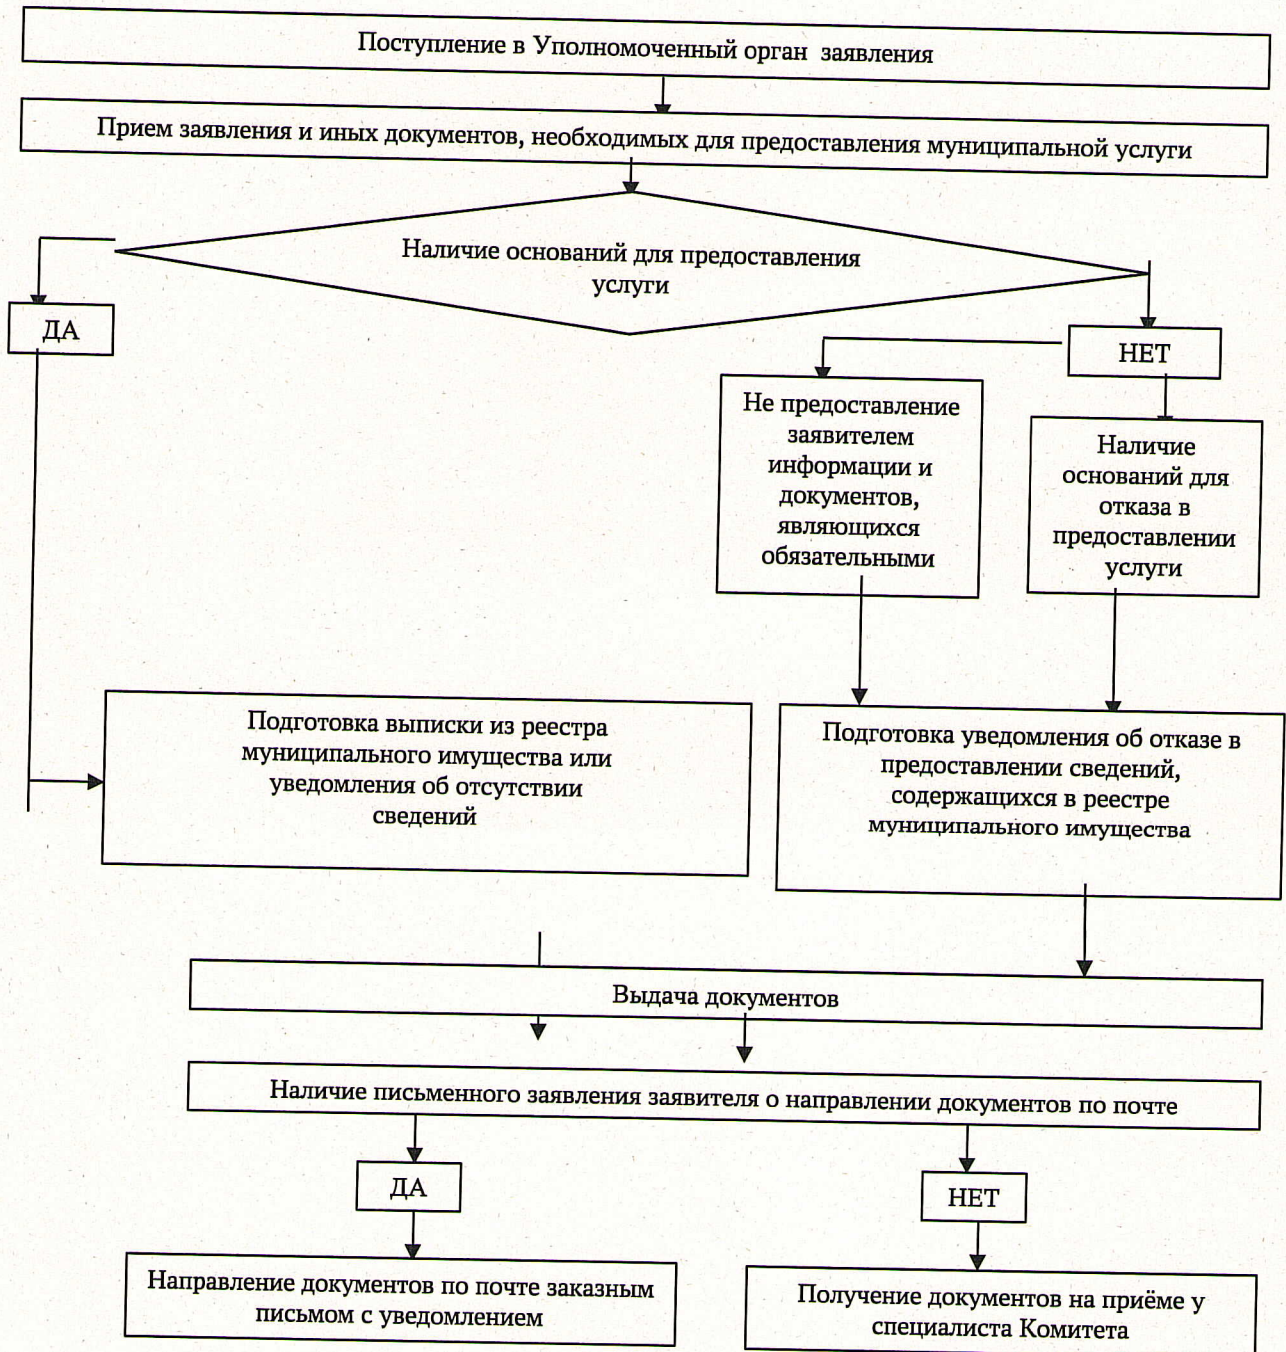 Поступление в Уполномоченный орган заявления
Прием заявления и иных документов, необходимых для предоставления муниципальной услуги
Наличие оснований для предоставления
услуги
ДА
НЕТ
Не предоставление
заявителем
информации и
документов,
являющихся
обязательными
Наличие
оснований для
отказа в
предоставлении
услуги
Подготовка выписки из реестра
муниципального имущества или
уведомления об отсутствии
сведений
Подготовка уведомления об отказе в
предоставлении сведений,
содержащихся в реестре
муниципального имущества
Выдача документов
Наличие письменного заявления заявителя о направлении документов по почте
ДА
НЕТ
Направление документов по почте заказным
письмом с уведомлением
Получение документов на приёме у
специалиста Комитета